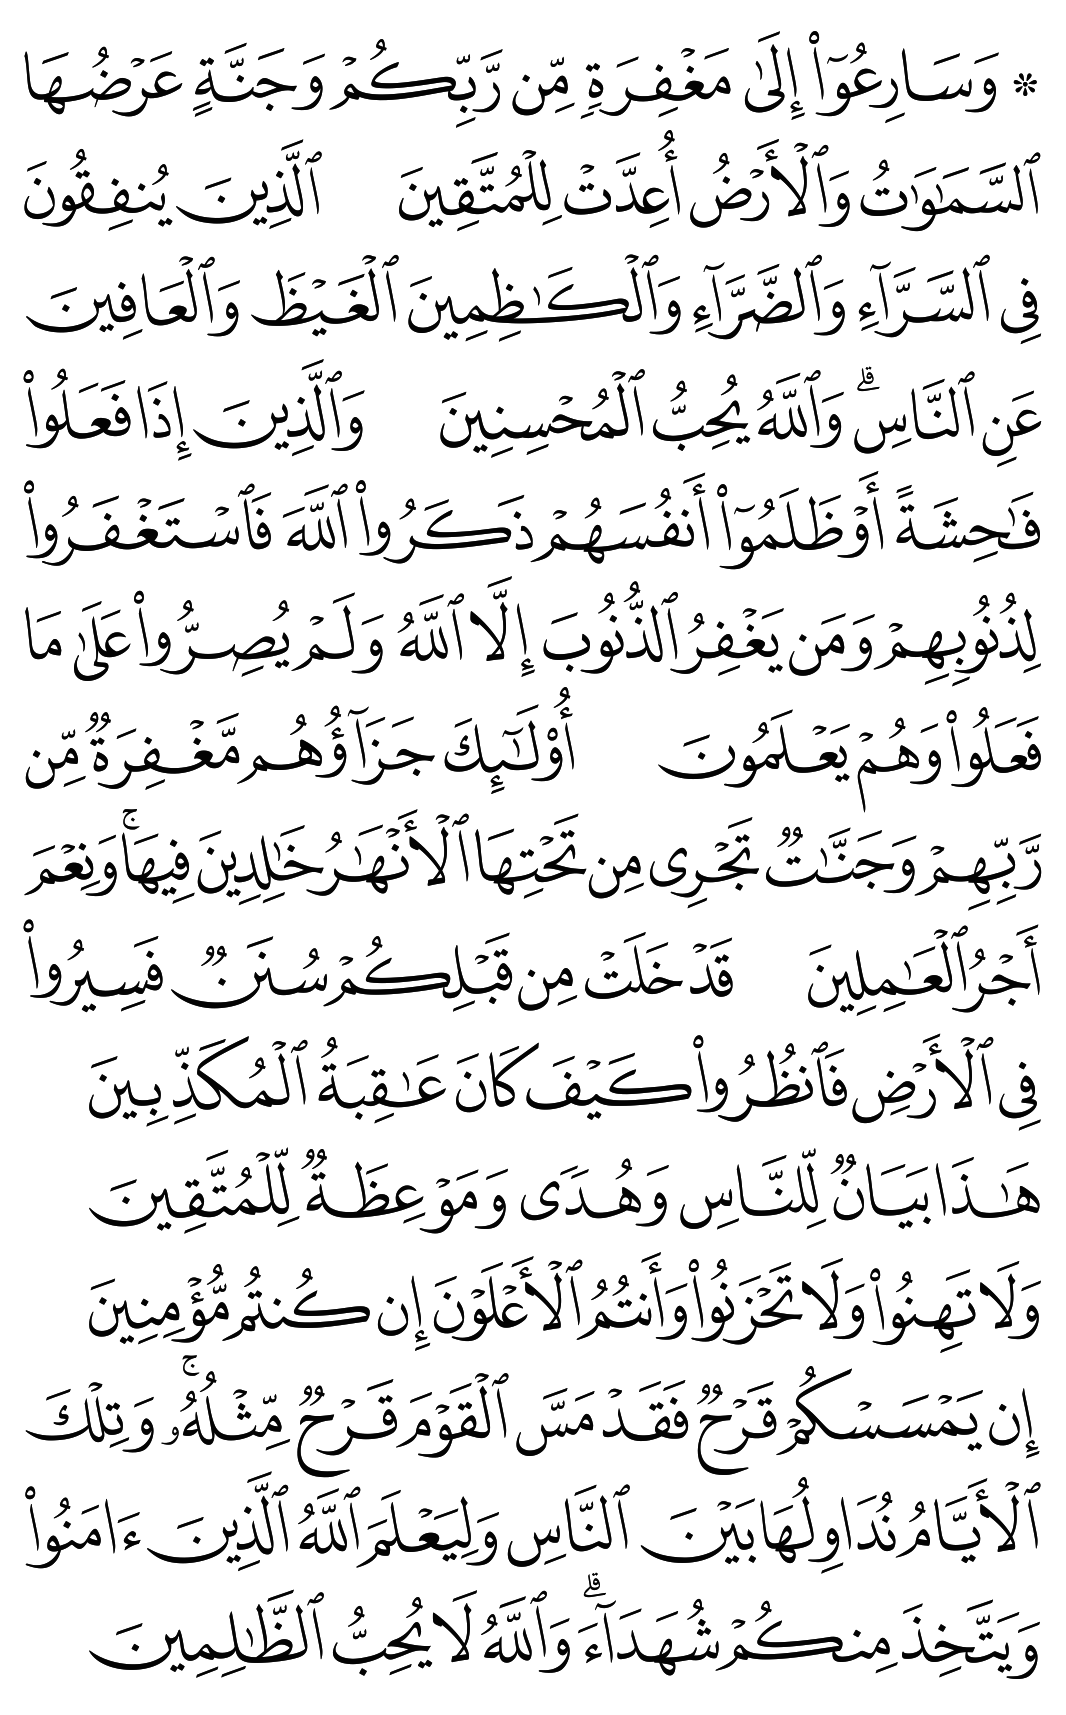 * وَسَارِعُوٓاْ إِلَىٰ مَغْفِرَةٖ مِّن رَّبِّكُمْ وَجَنَّةٍ عَرْضُهَا
ٱلسَّمَٰوَٰتُ وَٱلْأَرْضُ أُعِدَّتْ لِلْمُتَّقِينَ ٱلَّذِينَ يُنفِقُونَ
فِي ٱلسَّرَّآءِ وَٱلضَّرَّآءِ وَٱلْكَٰظِمِينَ ٱلْغَيْظَ وَٱلْعَافِينَ
عَنِ ٱلنَّاسِۗ وَٱللَّهُ يُحِبُّ ٱلْمُحْسِنِينَ وَٱلَّذِينَ إِذَا فَعَلُواْ
فَٰحِشَةً أَوْ ظَلَمُوٓاْ أَنفُسَهُمْ ذَكَرُواْ ٱللَّهَ فَٱسْتَغْفَرُواْ
لِذُنُوبِهِمْ وَمَن يَغْفِرُ ٱلذُّنُوبَ إِلَّا ٱللَّهُ وَلَمْ يُصِرُّواْ عَلَىٰ مَا
فَعَلُواْ وَهُمْ يَعْلَمُونَ أُوْلَٰٓئِكَ جَزَآؤُهُم مَّغْفِرَةٞ مِّن
رَّبِّهِمْ وَجَنَّٰتٞ تَجْرِي مِن تَحْتِهَا ٱلْأَنْهَٰرُ خَٰلِدِينَ فِيهَاۚ وَنِعْمَ
أَجْرُ ٱلْعَٰمِلِينَ قَدْ خَلَتْ مِن قَبْلِكُمْ سُنَنٞ فَسِيرُواْ
فِي ٱلْأَرْضِ فَٱنظُرُواْ كَيْفَ كَانَ عَٰقِبَةُ ٱلْمُكَذِّبِينَ
هَٰذَا بَيَانٞ لِّلنَّاسِ وَهُدٗى وَمَوْعِظَةٞ لِّلْمُتَّقِينَ
وَلَا تَهِنُواْ وَلَا تَحْزَنُواْ وَأَنتُمُ ٱلْأَعْلَوْنَ إِن كُنتُم مُّؤْمِنِينَ
إِن يَمْسَسْكُمْ قَرْحٞ فَقَدْ مَسَّ ٱلْقَوْمَ قَرْحٞ مِّثْلُهُۥۚ وَتِلْكَ
ٱلْأَيَّامُ نُدَاوِلُهَا بَيْنَ ٱلنَّاسِ وَلِيَعْلَمَ ٱللَّهُ ٱلَّذِينَ ءَامَنُواْ
وَيَتَّخِذَ مِنكُمْ شُهَدَآءَۗ وَٱللَّهُ لَا يُحِبُّ ٱلظَّٰلِمِينَ